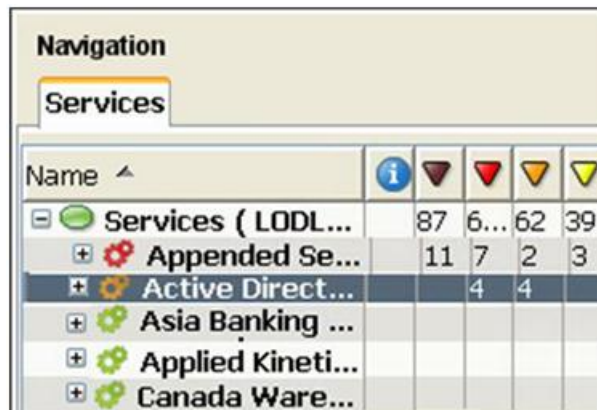 Navigation
Services
Name
Services ( LODL... 87 6... 62 39
Appended Se... 11 7 2 3
Active Direct... 4 4
Asia Banking ...
Applied Kineti...
Canada Ware...